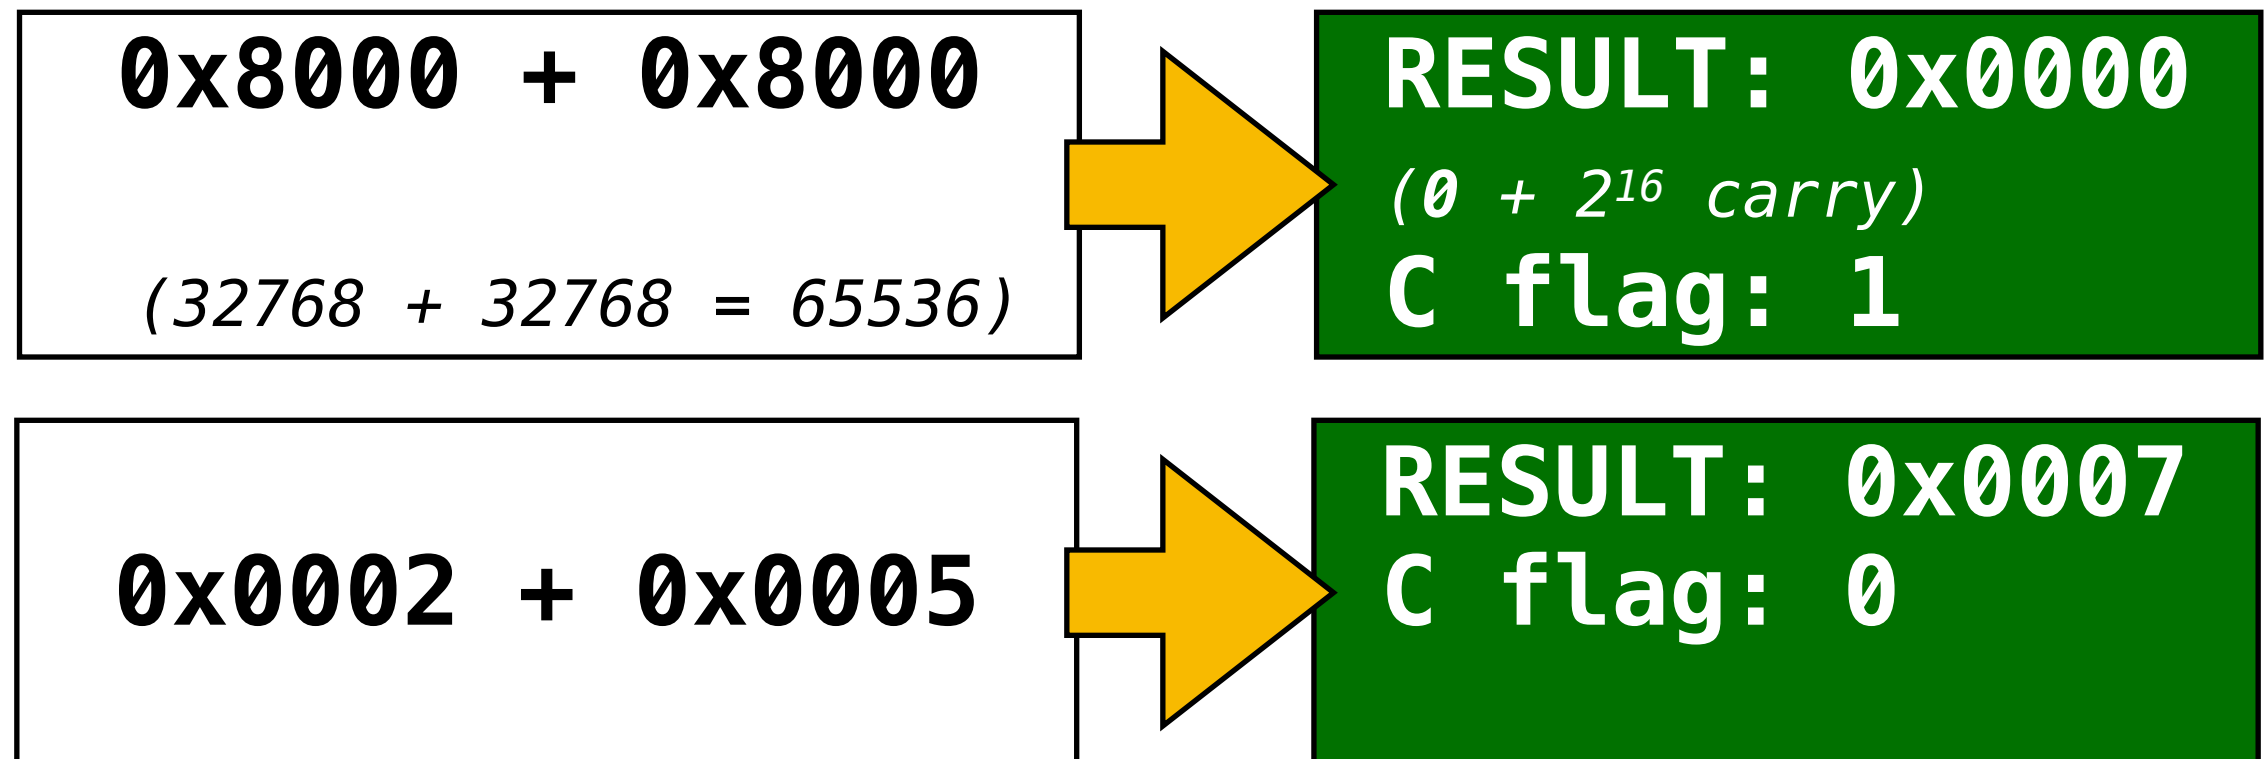 0x8000 + 0x8000
(32768 + 32768 = 65536)
RESULT: 0x0000
(0 + 2¹⁶ carry)
C flag: 1
0x0002 + 0x0005
RESULT: 0x0007
C flag: 0